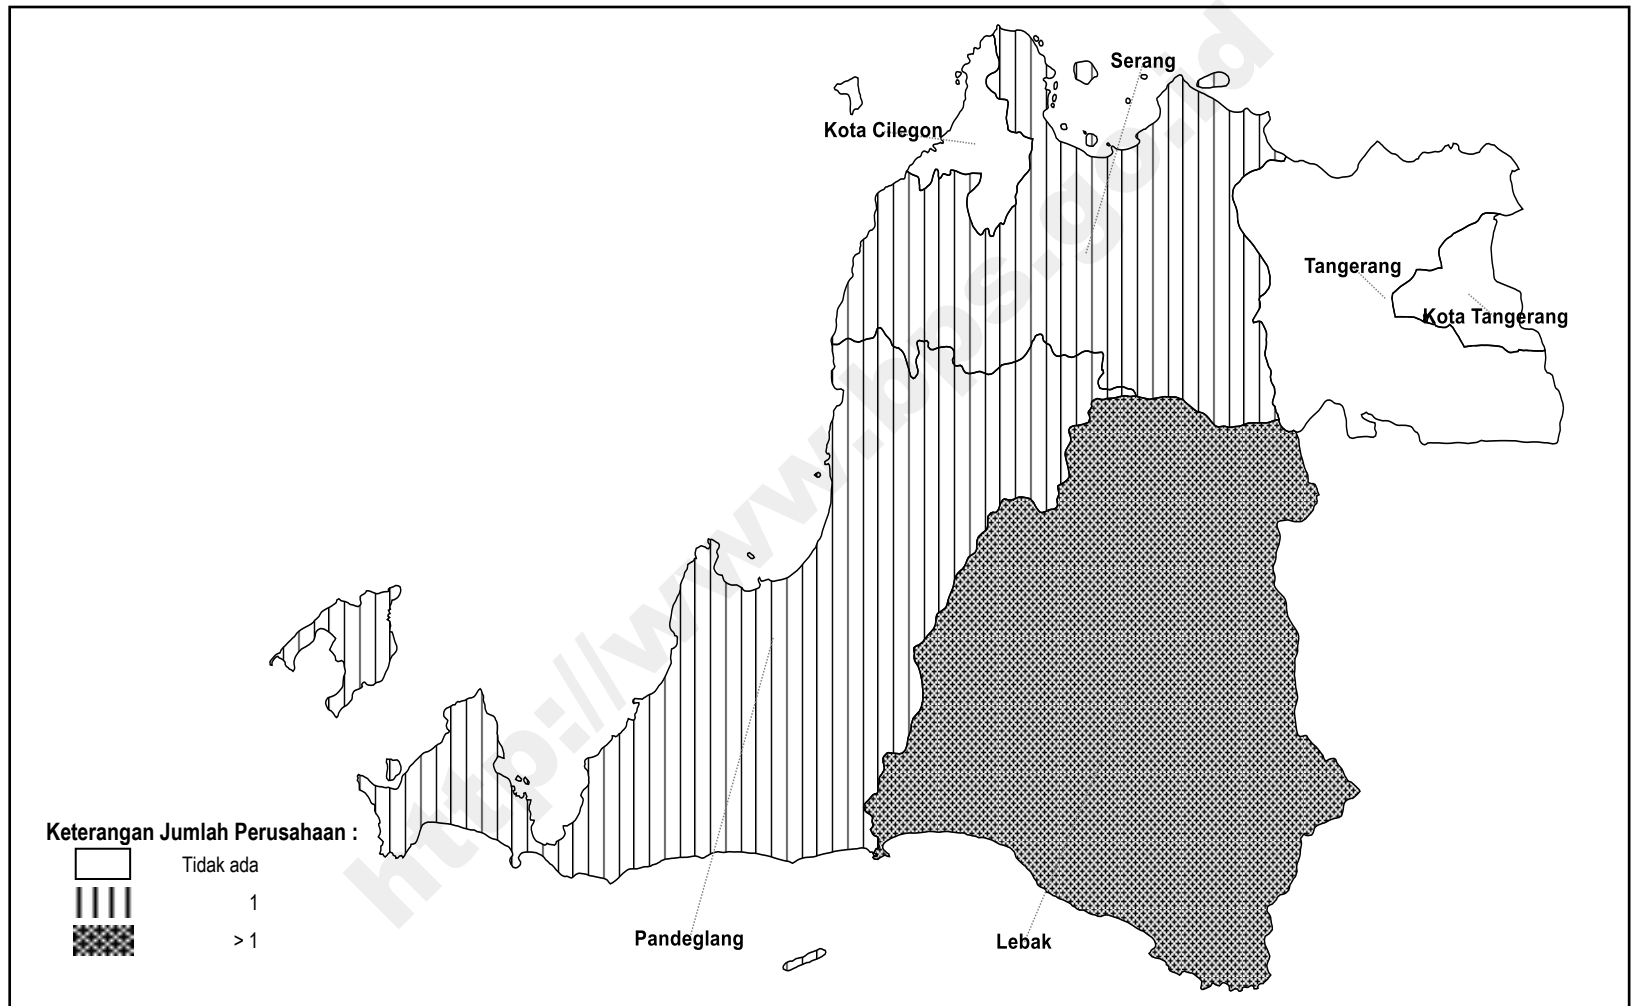 Serang
Kota Cilegon
Tangerang
Kota Tangerang
Keterangan Jumlah Perusahaan :
Tidak ada
1
> 1
Pandeglang
Lebak
http://www.bps.go.id